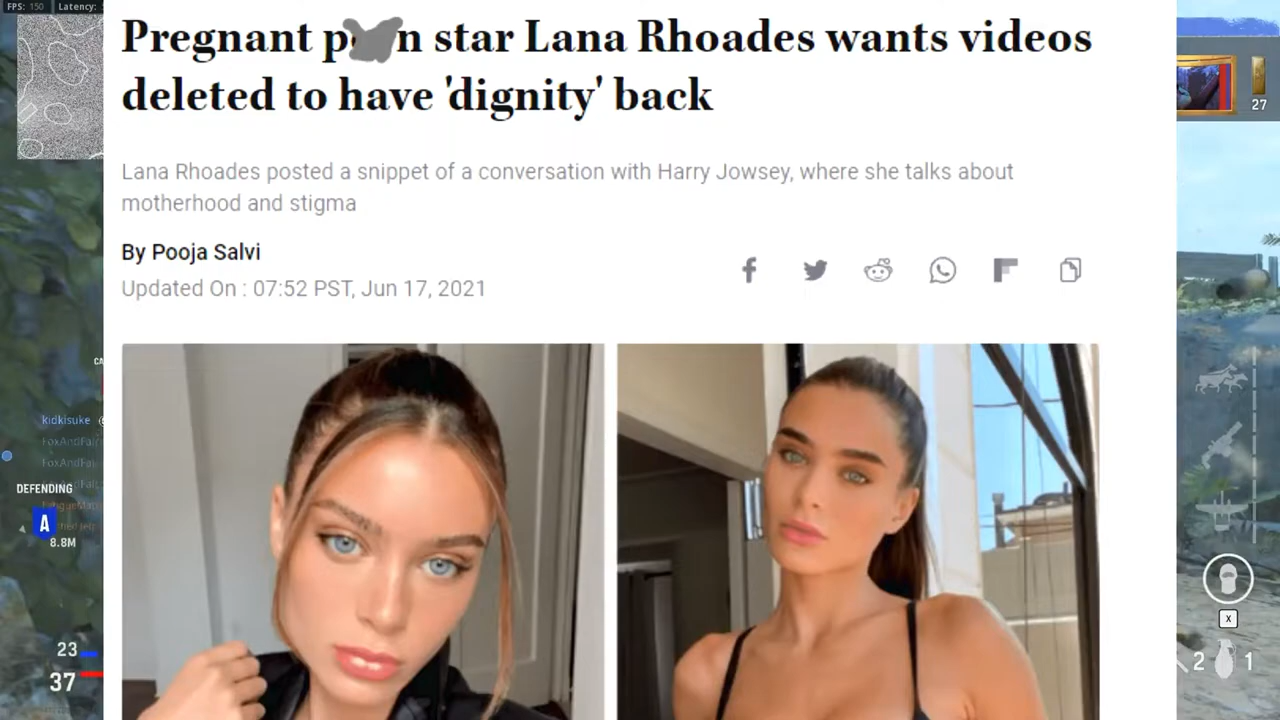 FPS: 150 Latency:
Pregnant p n star Lana Rhoades wants videos
deleted to have 'dignity' back
Lana Rhoades posted a snippet of a conversation with Harry Jowsey, where she talks about
motherhood and stigma
By Pooja Salvi
Updated On : 07:52 PST, Jun 17, 2021
27
kidkisuke
DEFENDING
A
8.8M
23
37
X
2
1